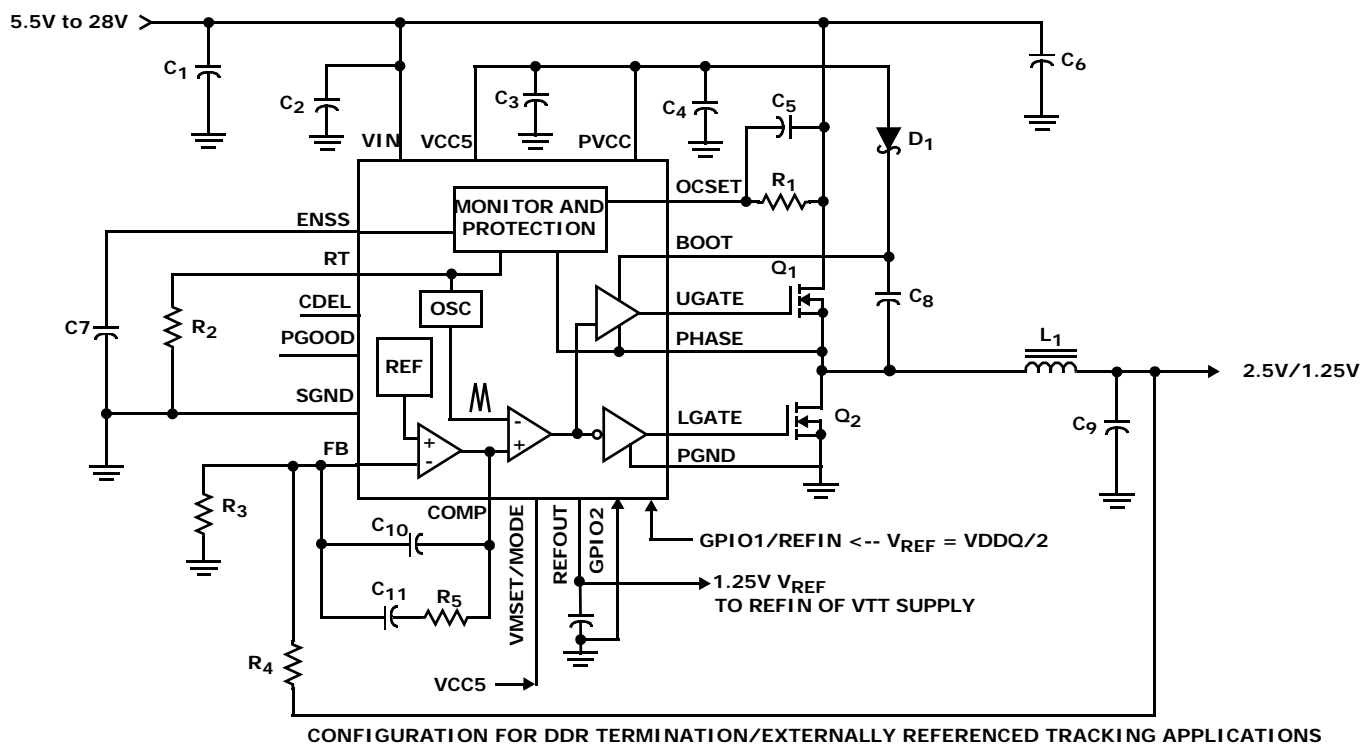 5.5V to 28V
C1
C2
C3
C4
C5
C6
D1
VIN
VCC5
PVCC
OCSET
R1
MONITOR AND
PROTECTION
ENSS
BOOT
RT
Q1
C8
CDEL
OSC
UGATE
C7
R2
PGOOD
PHASE
L1
REF
2.5V/1.25V
SGND
LGATE
Q2
C9
+
-
-
+
FB
PGND
R3
COMP
VMSET/MODE
REFOUT
GPIO2
C10
GPIO1/REFIN <-- VREF = VDDQ/2
C11
R5
1.25V VREF
TO REFIN OF VTT SUPPLY
R4
VCC5
CONFIGURATION FOR DDR TERMINATION/EXTERNALLY REFERENCED TRACKING APPLICATIONS